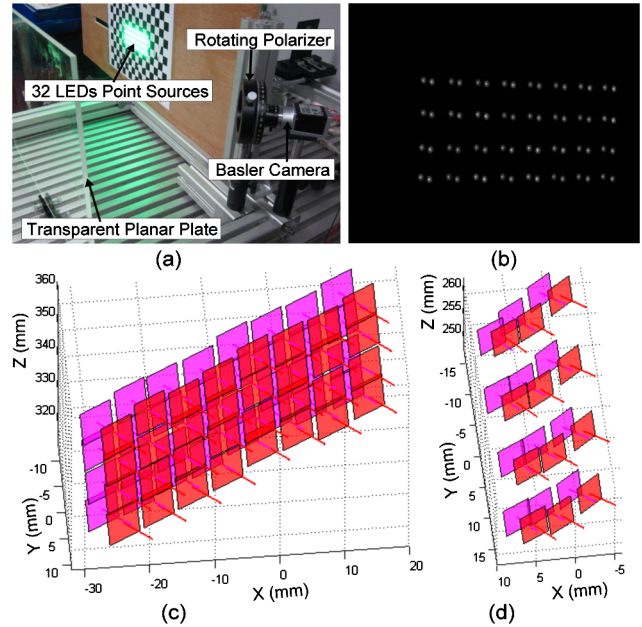 Rotating Polarizer
32 LEDs Point Sources
Basler Camera
Transparent Planar Plate
(a)
(b)
360
350
340
330
320
Z (mm)
-10
-5
0
5
10
Y (mm)
-30
-20
-10
0
10
20
X (mm)
(c)
260
255
250
Z (mm)
-15
-10
-5
0
5
10
15
Y (mm)
10
5
0
-5
X (mm)
(d)